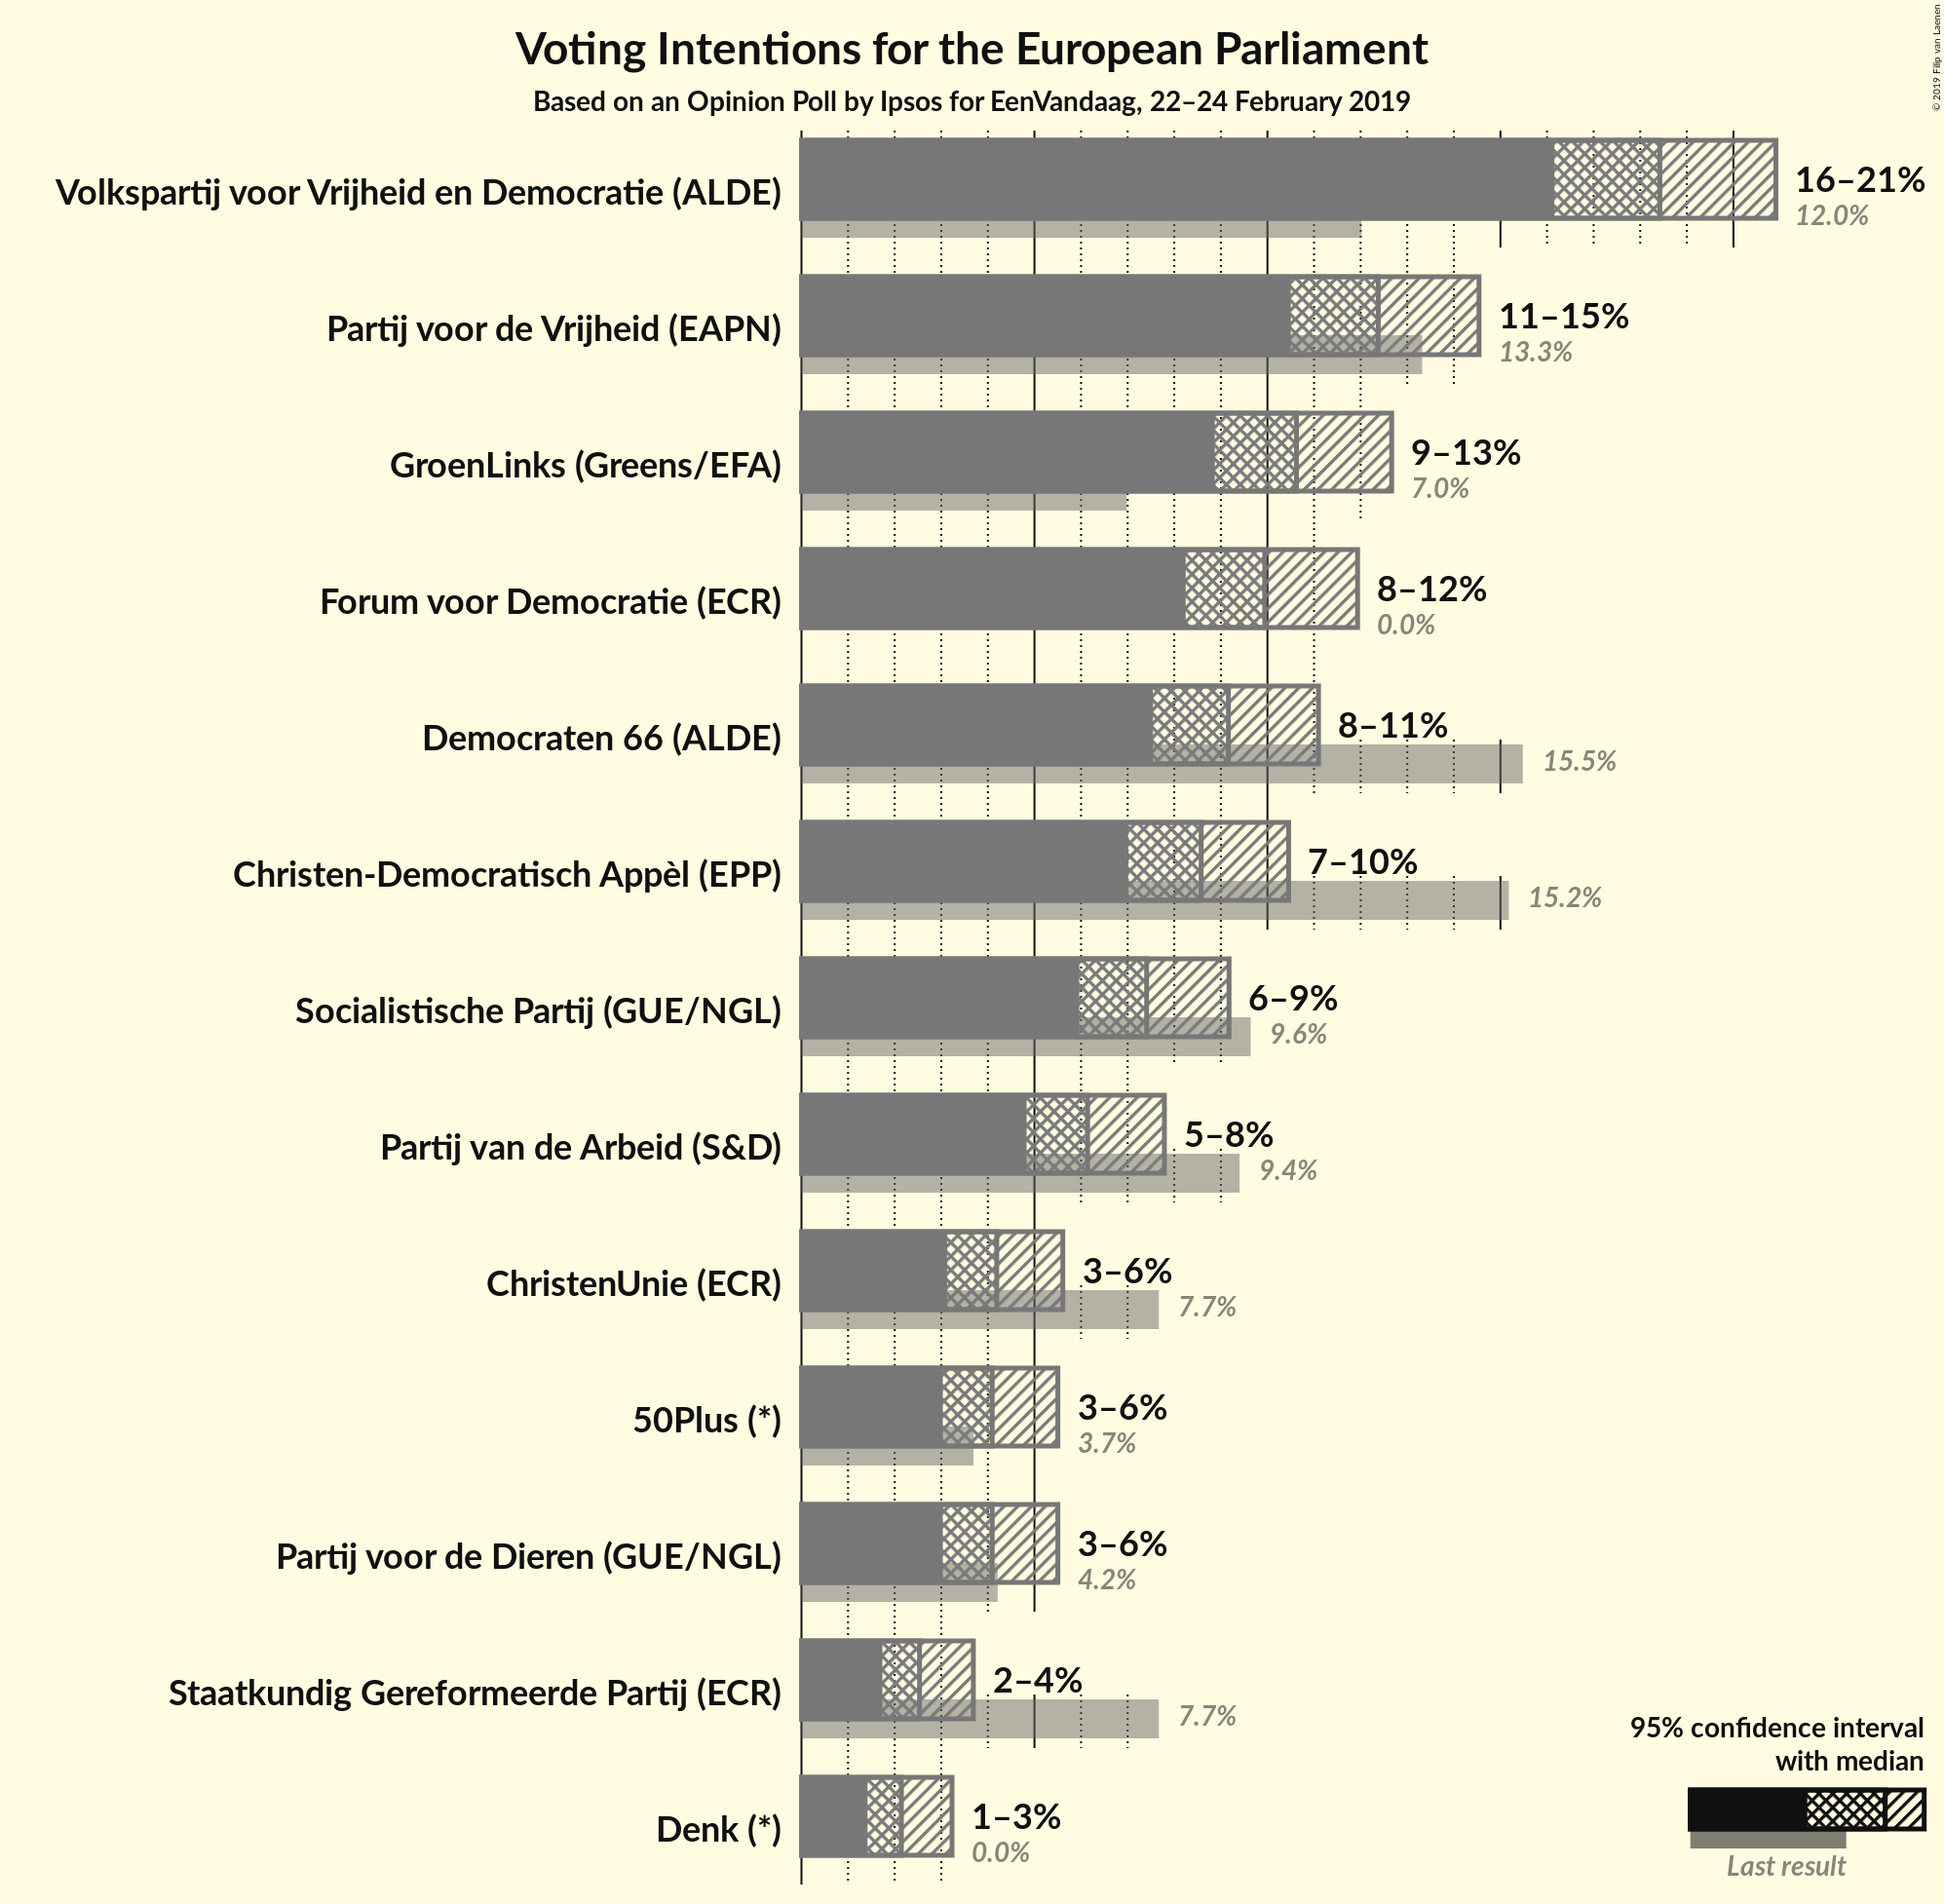 Voting Intentions for the European Parliament
Based on an Opinion Poll by Ipsos for EenVandaag, 22–24 February 2019
© 2019 Filip van Laenen
Volkspartij voor Vrijheid en Democratie (ALDE)
16–21%
12.0%
Partij voor de Vrijheid (EAPN)
11–15%
13.3%
GroenLinks (Greens/EFA)
9–13%
7.0%
Forum voor Democratie (ECR)
8–12%
0.0%
Democraten 66 (ALDE)
8–11%
15.5%
Christen-Democratisch Appèl (EPP)
7–10%
15.2%
Socialistische Partij (GUE/NGL)
6–9%
9.6%
Partij van de Arbeid (S&D)
5–8%
9.4%
ChristenUnie (ECR)
3–6%
7.7%
50Plus (*)
3–6%
3.7%
Partij voor de Dieren (GUE/NGL)
3–6%
4.2%
Staatkundig Gereformeerde Partij (ECR)
2–4%
7.7%
Denk (*)
1–3%
0.0%
95% confidence interval
with median
Last result